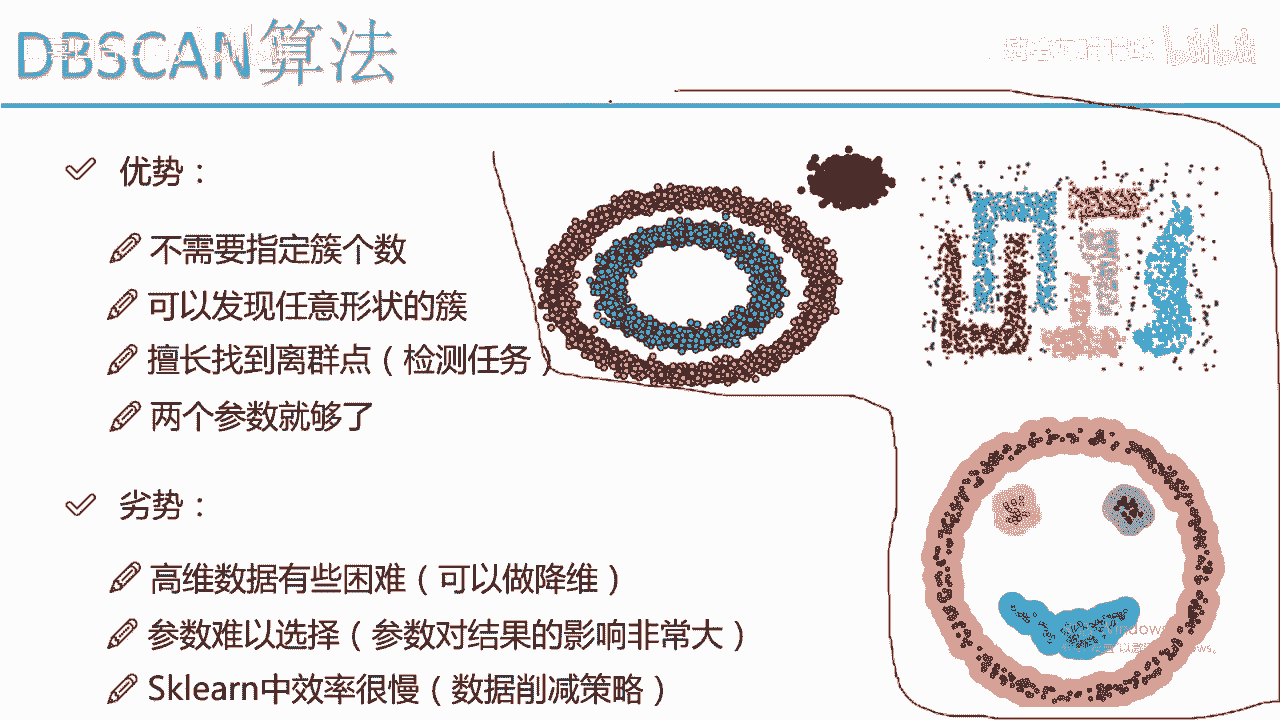 DBSCAN算法
bilibili
优势：
不需要指定簇个数
可以发现任意形状的簇
擅长找到离群点（检测任务）
两个参数就够了
劣势：
高维数据有些困难（可以做降维）
参数难以选择（参数对结果的影响非常大）
Sklearn中效率很慢（数据削减策略）